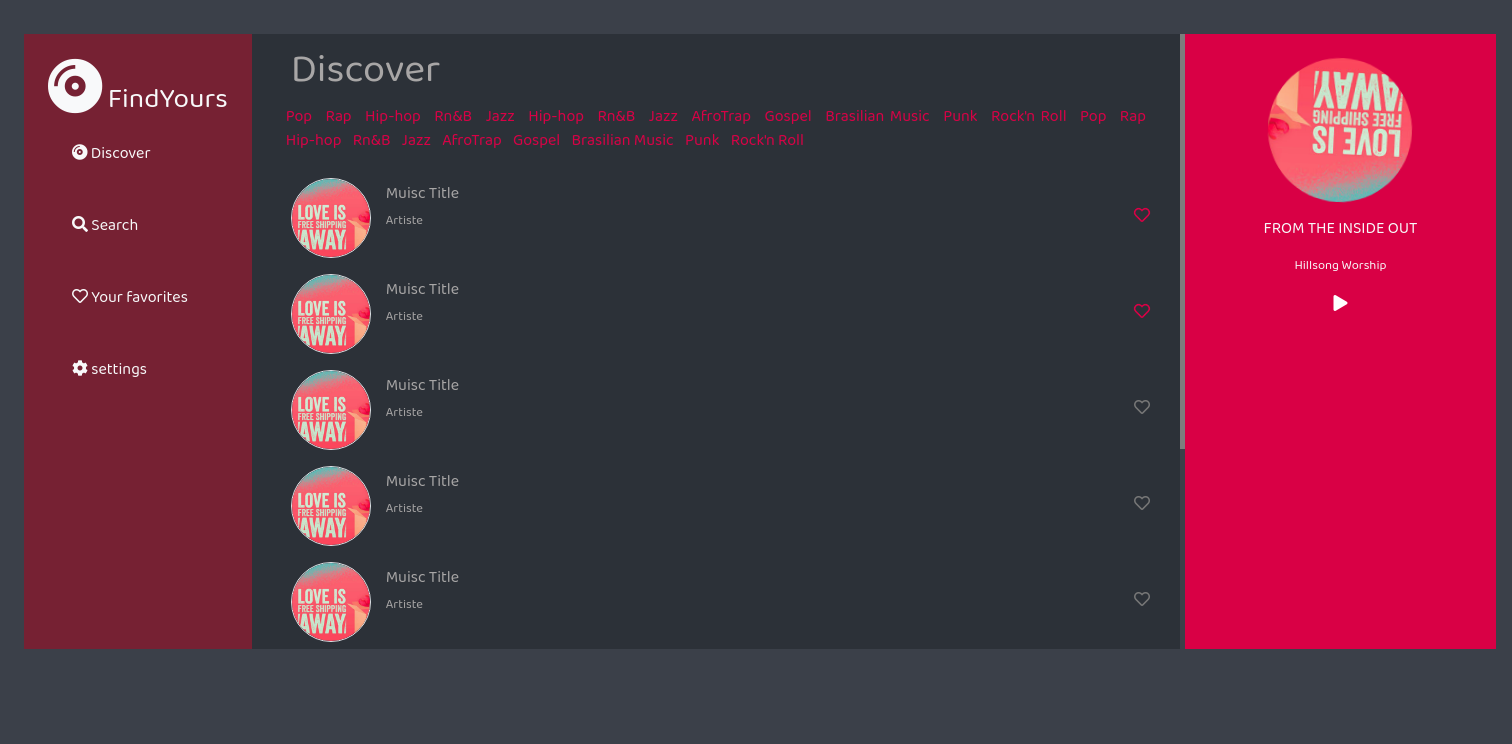 FindYours
Discover
Search
Your favorites
settings
Discover
Pop Rap Hip-hop Rn&B Jazz Hip-hop Rn&B Jazz AfroTrap Gospel Brasilian Music Punk Rock'n Roll Pop Rap
Hip-hop Rn&B Jazz AfroTrap Gospel Brasilian Music Punk Rock'n Roll
LOVE IS
FREE SHIPPING
AWAY
Muisc Title
Artiste
LOVE IS
FREE SHIPPING
AWAY
Muisc Title
Artiste
LOVE IS
FREE SHIPPING
AWAY
Muisc Title
Artiste
LOVE IS
FREE SHIPPING
AWAY
Muisc Title
Artiste
LOVE IS
FREE SHIPPING
AWAY
Muisc Title
Artiste
LOVE IS
FREE SHIPPING
AWAY
FROM THE INSIDE OUT
Hillsong Worship